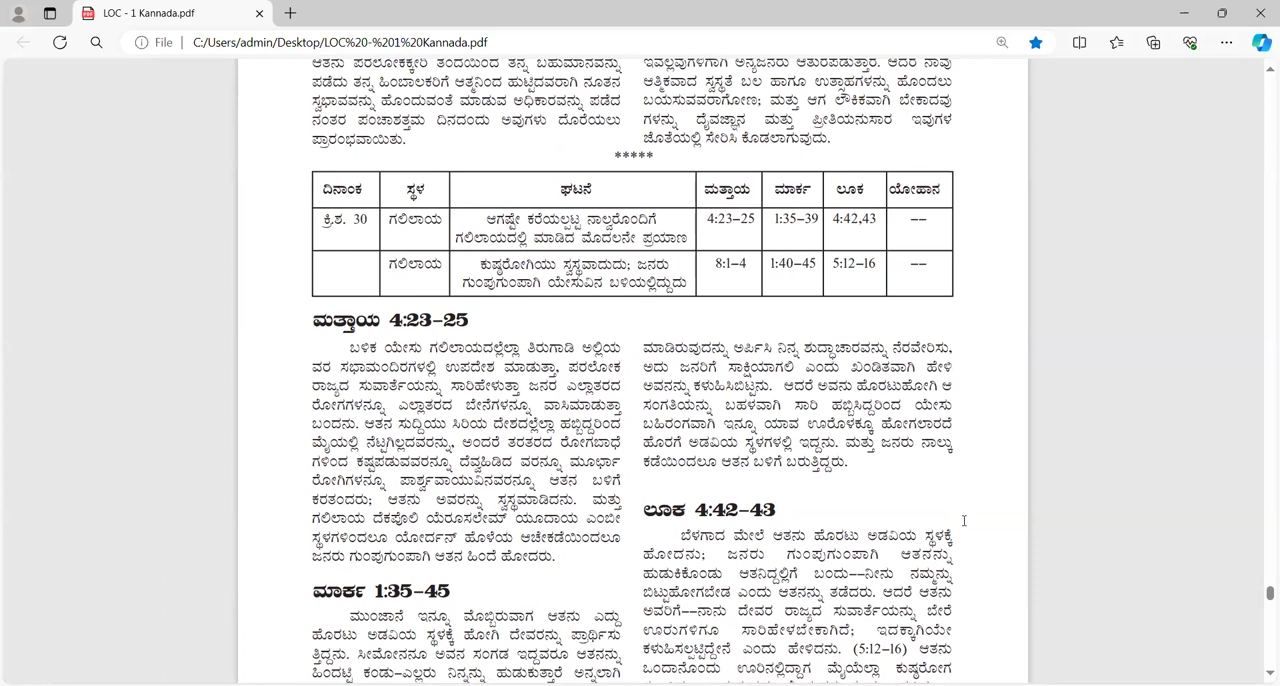 LOC - 1 Kannada.pdf
File
C:/Users/admin/Desktop/LOC%20-%201%20Kannada.pdf
ಆತನು ಪರಲೋಕಕ್ಕೇರಿ ತಂದೆಯಿಂದ ತನ್ನ ಬಹುಮಾನವನ್ನು
ಪಡೆದು ತನ್ನ ಹಿಂಬಾಲಕರಿಗೆ ಆತ್ಮನಿಂದ ಹುಟ್ಟಿದವರಾಗಿ ನೂತನ
ಸ್ವಭಾವವನ್ನು ಹೊಂದುವಂತೆ ಮಾಡುವ ಅಧಿಕಾರವನ್ನು ಪಡೆದ
ನಂತರ ಪಂಚಾಶತ್ತಮ ದಿನದಂದು ಅವುಗಳು ದೊರೆಯಲು
ಪ್ರಾರಂಭವಾಯಿತು.
ಇವೆಲ್ಲವುಗಳಿಗಾಗಿ ಅನ್ಯಜನರು ಆತುರಪಡುತ್ತಾರೆ. ಆದರೆ ನಾವು
ಆತ್ಮಿಕವಾದ ಸ್ವಸ್ಥತೆ ಬಲ ಹಾಗೂ ಉತ್ಸಾಹಗಳನ್ನು ಹೊಂದಲು
ಬಯಸುವವರಾಗೋಣ; ಮತ್ತು ಆಗ ಲೌಕಿಕವಾಗಿ ಬೇಕಾದವು
ಗಳನ್ನು ದೈವಜ್ಞಾನ ಮತ್ತು ಪ್ರೀತಿಯನುಸಾರ ಇವುಗಳ
ಜೊತೆಯಲ್ಲಿ ಸೇರಿಸಿ ಕೊಡಲಾಗುವುದು.
*****
ದಿನಾಂಕ ಸ್ಥಳ ಘಟನೆ ಮತ್ತಾಯ ಮಾರ್ಕ ಲೂಕ ಯೋಹಾನ
ಕ್ರಿ.ಶ. 30 ಗಲಿಲಾಯ ಆಗಷ್ಟೇ ಕರೆಯಲ್ಪಟ್ಟ ನಾಲ್ವರೊಂದಿಗೆ 4:23–25 1:35–39 4:42,43 ––
ಗಲಿಲಾಯದಲ್ಲಿ ಮಾಡಿದ ಮೊದಲನೇ ಪ್ರಯಾಣ
ಗಲಿಲಾಯ ಕುಷ್ಠರೋಗಿಯು ಸ್ವಸ್ಥವಾದುದು; ಜನರು 8:1–4 1:40–45 5:12–16 ––
ಗುಂಪುಗುಂಪಾಗಿ ಯೇಸುವಿನ ಬಳಿಯಲ್ಲಿದ್ದುದು
ಮತ್ತಾಯ 4:23–25
ಬಳಿಕ ಯೇಸು ಗಲಿಲಾಯದಲ್ಲೆಲ್ಲಾ ತಿರುಗಾಡಿ ಅಲ್ಲಿಯ
ವರ ಸಭಾಮಂದಿರಗಳಲ್ಲಿ ಉಪದೇಶ ಮಾಡುತ್ತಾ, ಪರಲೋಕ
ರಾಜ್ಯದ ಸುವಾರ್ತೆಯನ್ನು ಸಾರಿಹೇಳುತ್ತಾ ಜನರ ಎಲ್ಲಾತರದ
ರೋಗಗಳನ್ನೂ ಎಲ್ಲಾತರದ ಬೇನೆಗಳನ್ನೂ ವಾಸಿಮಾಡುತ್ತಾ
ಬಂದನು. ಆತನ ಸುದ್ದಿಯು ಸಿರಿಯ ದೇಶದಲ್ಲೆಲ್ಲಾ ಹಬ್ಬಿದ್ದರಿಂದ
ಮೈಯಲ್ಲಿ ನೆಟ್ಟಗಿಲ್ಲದವರನ್ನು, ಅಂದರೆ ತರತರದ ರೋಗಬಾಧೆ
ಗಳಿಂದ ಕಷ್ಟಪಡುವವರನ್ನೂ ದೆವ್ವಹಿಡಿದ ವರನ್ನೂ ಮೂರ್ಛಾ
ರೋಗಿಗಳನ್ನೂ ಪಾರ್ಶ್ವವಾಯುವಿನವರನ್ನೂ ಆತನ ಬಳಿಗೆ
ಕರತಂದರು; ಆತನು ಅವರನ್ನು ಸ್ವಸ್ಥಮಾಡಿದನು. ಮತ್ತು
ಗಲಿಲಾಯ ದೆಕಪೊಲಿ ಯೆರೂಸಲೇಮ್ ಯೂದಾಯ ಎಂಬೀ
ಸ್ಥಳಗಳಿಂದಲೂ ಯೋರ್ದನ್ ಹೊಳೆಯ ಆಚೇಕಡೆಯಿಂದಲೂ
ಜನರು ಗುಂಪುಗುಂಪಾಗಿ ಆತನ ಹಿಂದೆ ಹೋದರು.
ಮಾರ್ಕ 1:35–45
ಮುಂಜಾನೆ ಇನ್ನೂ ಮೊಬ್ಬಿರುವಾಗ ಆತನು ಎದ್ದು
ಹೊರಟು ಅಡವಿಯ ಸ್ಥಳಕ್ಕೆ ಹೋಗಿ ದೇವರನ್ನು ಪ್ರಾರ್ಥಿಸು
ತ್ತಿದ್ದನು. ಸೀಮೋನನೂ ಅವನ ಸಂಗಡ ಇದ್ದವರೂ ಆತನನ್ನು
ಹಿಂದಟ್ಟಿ ಕಂಡು–ಎಲ್ಲರು ನಿನ್ನನ್ನು ಹುಡುಕುತ್ತಾರೆ ಅನ್ನಲಾಗಿ
ಮಾಡಿರುವುದನ್ನು ಅರ್ಪಿಸಿ ನಿನ್ನ ಶುದ್ಧಾಚಾರವನ್ನು ನೆರವೇರಿಸು,
ಅದು ಜನರಿಗೆ ಸಾಕ್ಷಿಯಾಗಲಿ ಎಂದು ಖಂಡಿತವಾಗಿ ಹೇಳಿ
ಅವನನ್ನು ಕಳುಹಿಸಿಬಿಟ್ಟನು. ಆದರೆ ಅವನು ಹೊರಟುಹೋಗಿ ಆ
ಸಂಗತಿಯನ್ನು ಬಹಳವಾಗಿ ಸಾರಿ ಹಬ್ಬಿಸಿದ್ದರಿಂದ ಯೇಸು
ಬಹಿರಂಗವಾಗಿ ಇನ್ನೂ ಯಾವ ಊರೊಳಕ್ಕೂ ಹೋಗಲಾರದೆ
ಹೊರಗೆ ಅಡವಿಯ ಸ್ಥಳಗಳಲ್ಲಿ ಇದ್ದನು. ಮತ್ತು ಜನರು ನಾಲ್ಕು
ಕಡೆಯಿಂದಲೂ ಆತನ ಬಳಿಗೆ ಬರುತ್ತಿದ್ದರು.
ಲೂಕ 4:42–43
ಬೆಳಗಾದ ಮೇಲೆ ಆತನು ಹೊರಟು ಅಡವಿಯ ಸ್ಥಳಕ್ಕೆ
ಹೋದನು; ಜನರು ಗುಂಪುಗುಂಪಾಗಿ ಆತನನ್ನು
ಹುಡುಕಿಕೊಂಡು ಆತನಿದ್ದಲ್ಲಿಗೆ ಬಂದು––ನೀನು ನಮ್ಮನ್ನು
ಬಿಟ್ಟುಹೋಗಬೇಡ ಎಂದು ಆತನನ್ನು ತಡೆದರು. ಆದರೆ ಆತನು
ಅವರಿಗೆ––ನಾನು ದೇವರ ರಾಜ್ಯದ ಸುವಾರ್ತೆಯನ್ನು ಬೇರೆ
ಊರುಗಳಿಗೂ ಸಾರಿಹೇಳಬೇಕಾಗಿದೆ; ಇದಕ್ಕಾಗಿಯೇ
ಕಳುಹಿಸಲ್ಪಟ್ಟಿದ್ದೇನೆ ಎಂದು ಹೇಳಿದನು. (5:12–16) ಆತನು
ಒಂದಾನೊಂದು ಊರಿನಲ್ಲಿದ್ದಾಗ ಮೈಯೆಲ್ಲಾ ಕುಷ್ಠರೋಗ